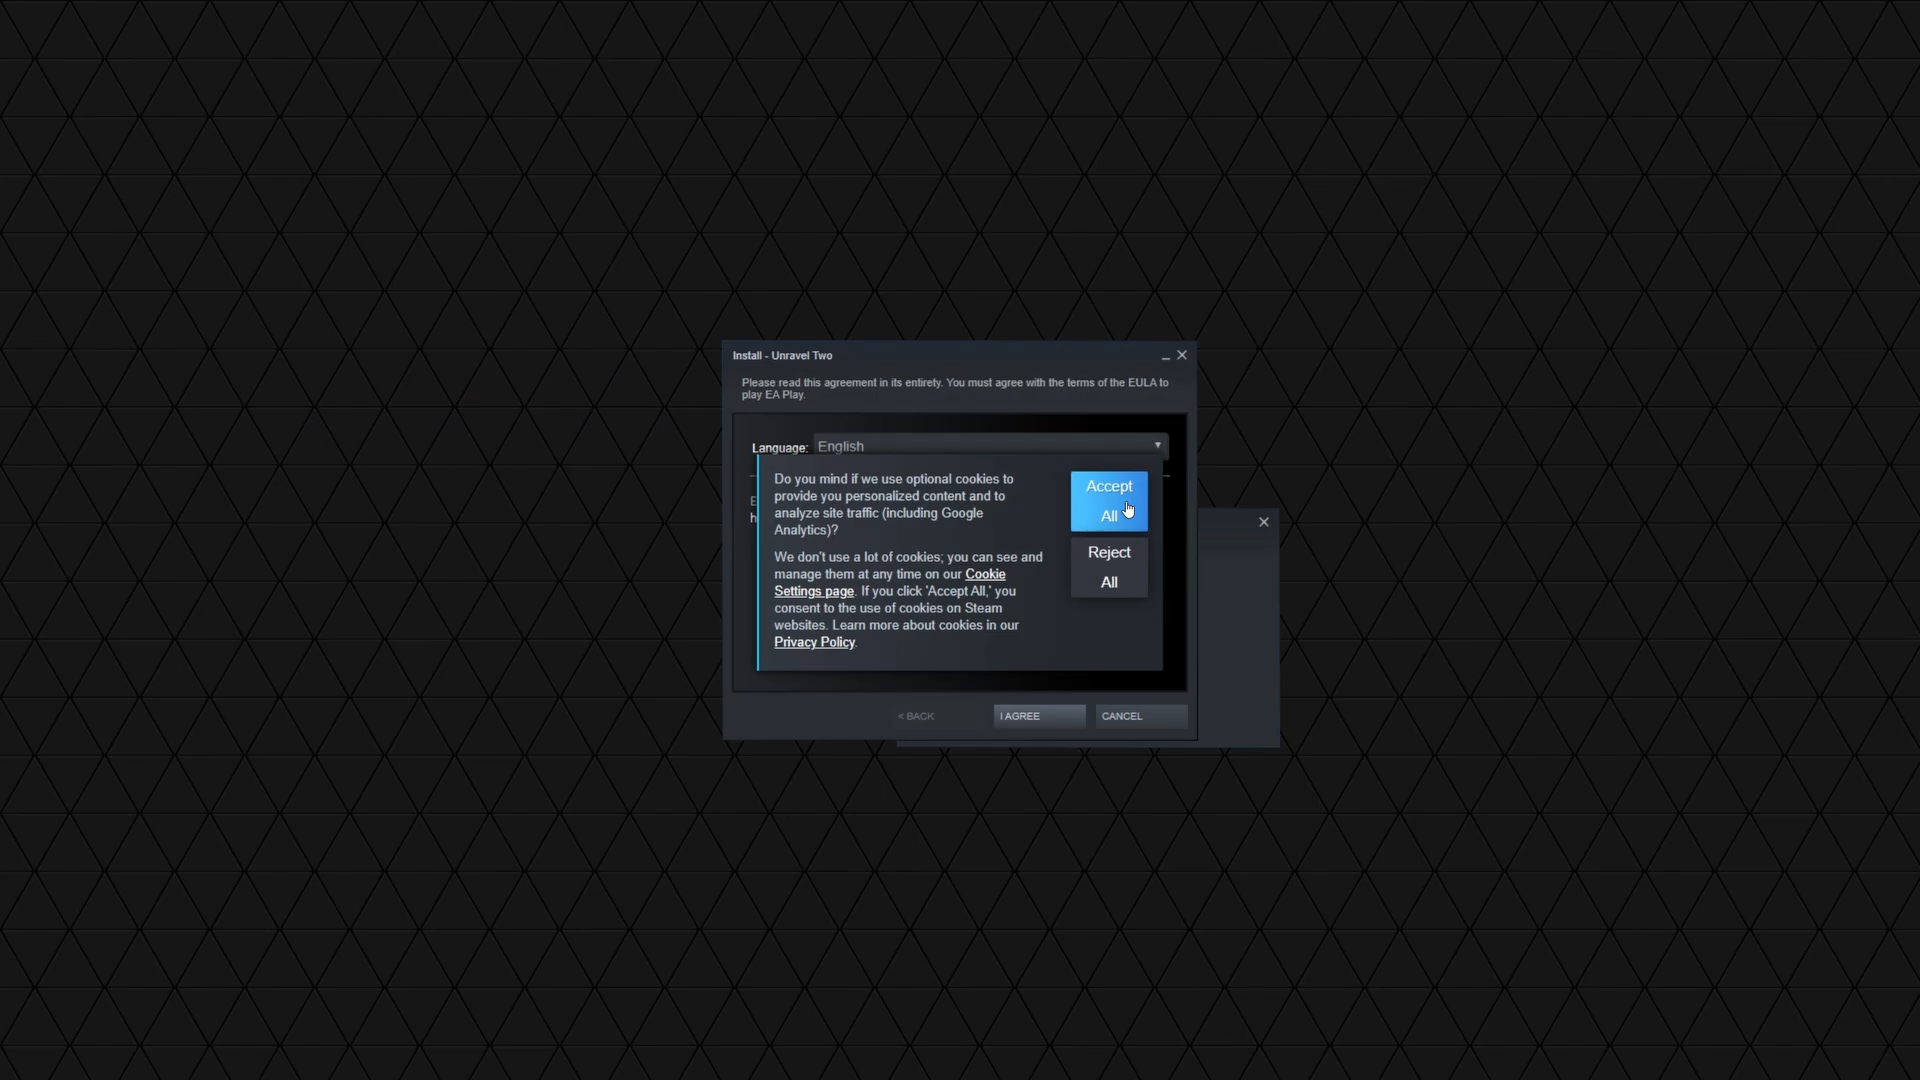 Install - Unravel Two
Please read this agreement in its entirety. You must agree with the terms of the EULA to
play EA Play.
Language: English
Do you mind if we use optional cookies to
provide you personalized content and to
analyze site traffic (including Google
Analytics)?
We don't use a lot of cookies; you can see and
manage them at any time on our Cookie
Settings page. If you click 'Accept All,' you
consent to the use of cookies on Steam
websites. Learn more about cookies in our
Privacy Policy.
Accept
All
Reject
All
< BACK
I AGREE
CANCEL